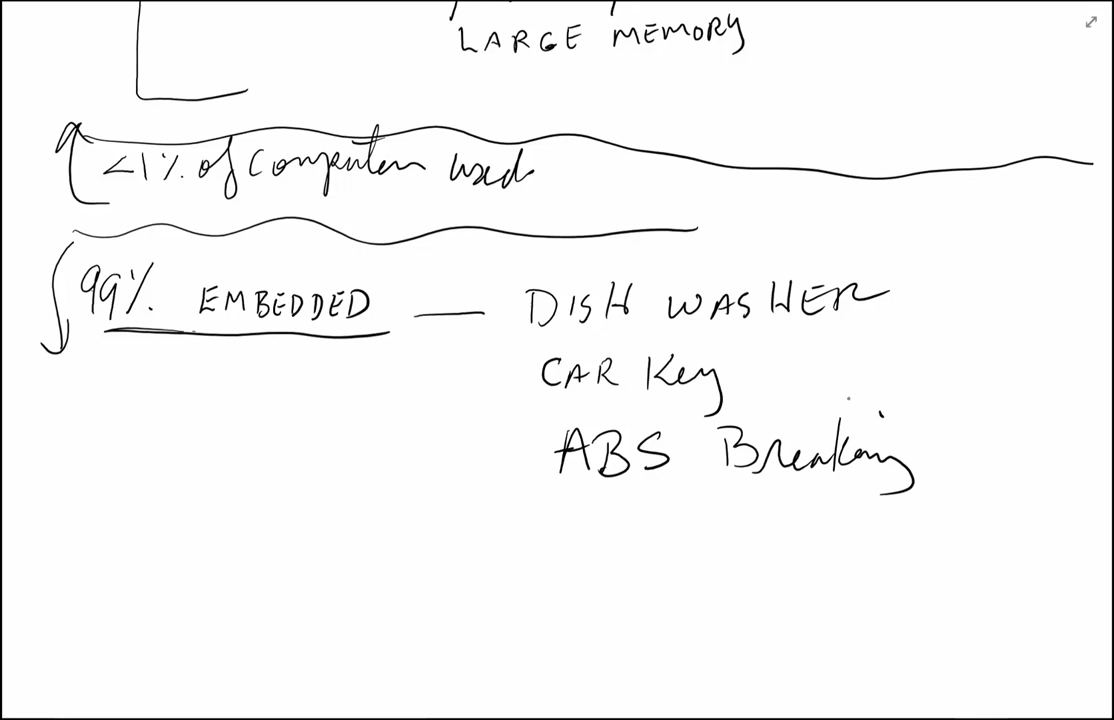 LARGE MEMORY
<1% of Computers used
99% EMBEDDED — DISH WASHER
CAR Key
ABS Breaking